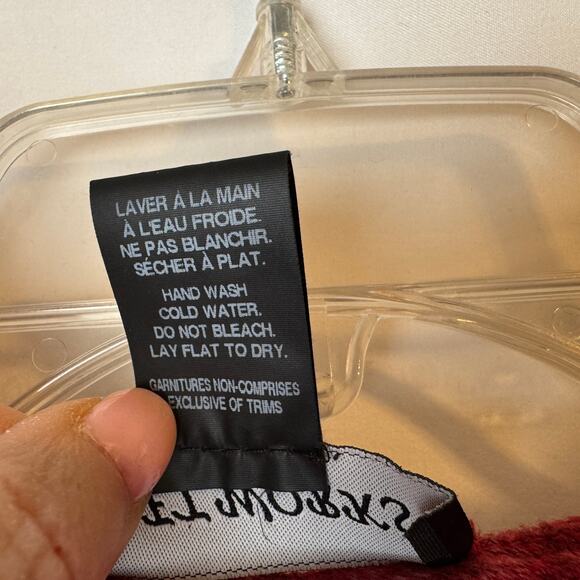 LAVER À LA MAIN
À L'EAU FROIDE.
NE PAS BLANCHIR.
SÉCHER À PLAT.
HAND WASH
COLD WATER.
DO NOT BLEACH.
LAY FLAT TO DRY.
GARNITURES NON-COMPRISES
EXCLUSIVE OF TRIMS
WORKS